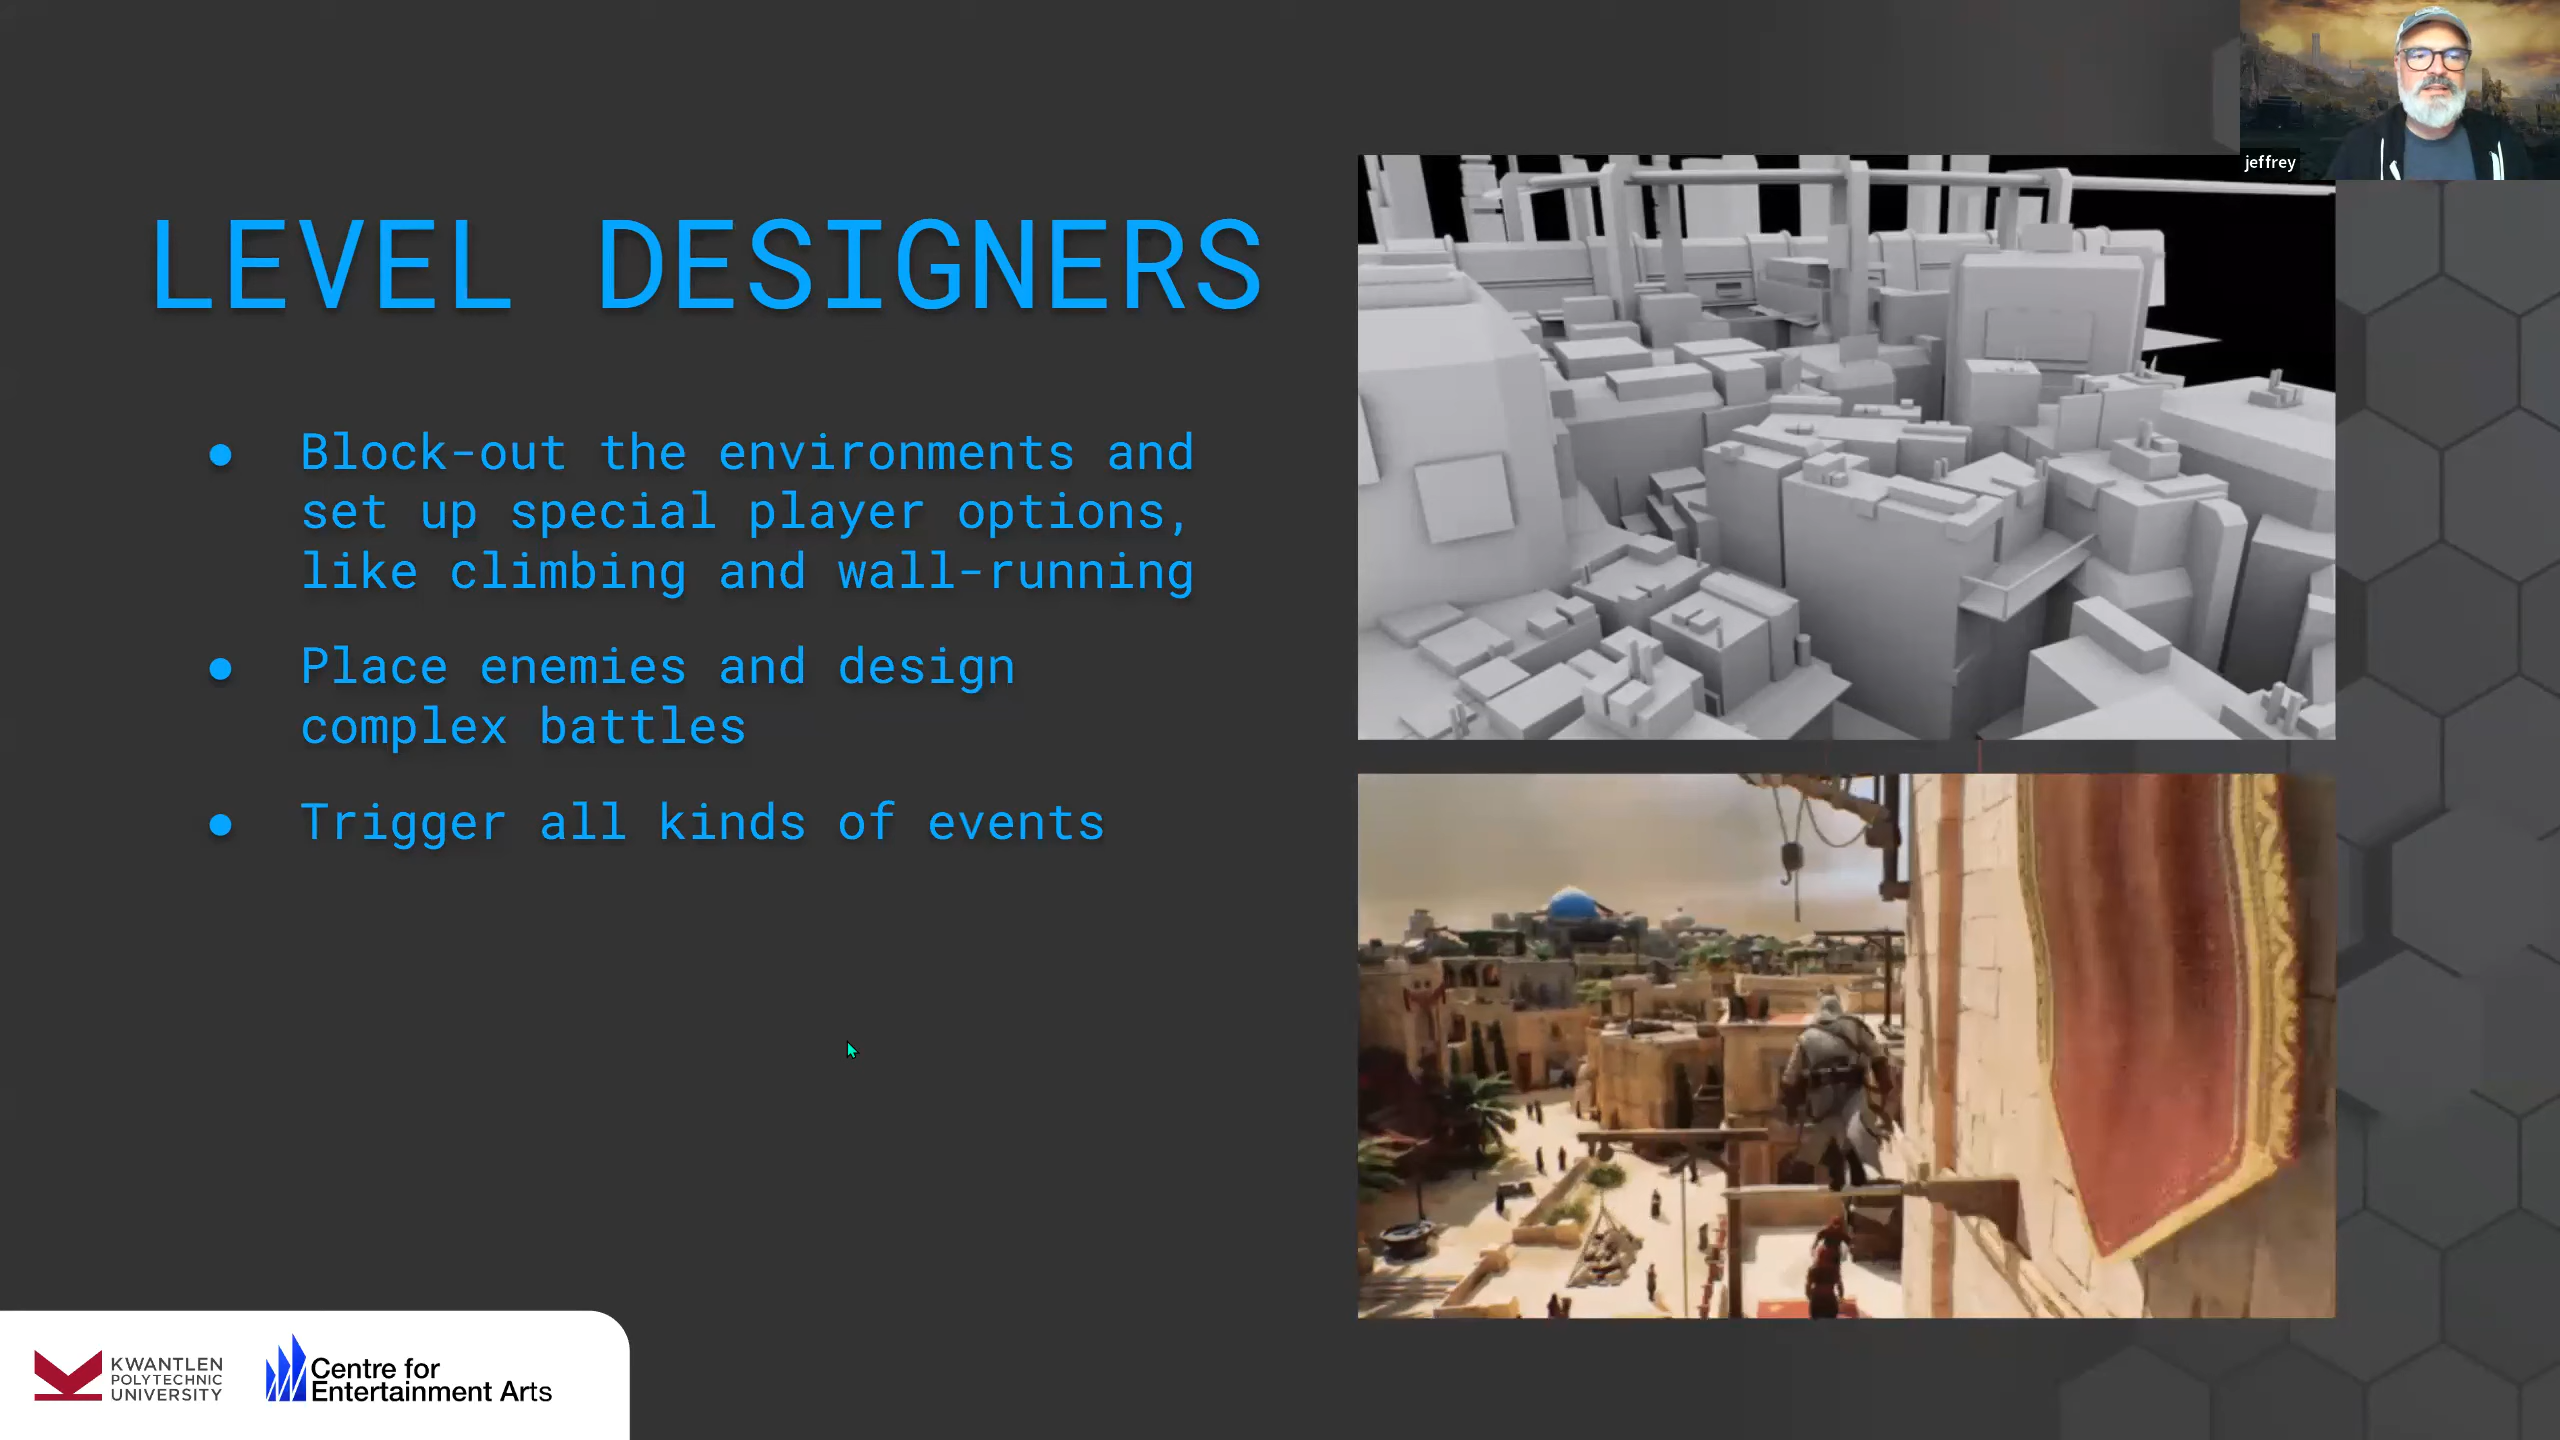 jeffrey
LEVEL DESIGNERS
● Block-out the environments and
set up special player options,
like climbing and wall-running
● Place enemies and design
complex battles
● Trigger all kinds of events
KWANTLEN
POLYTECHNIC
UNIVERSITY
Centre for
Entertainment Arts